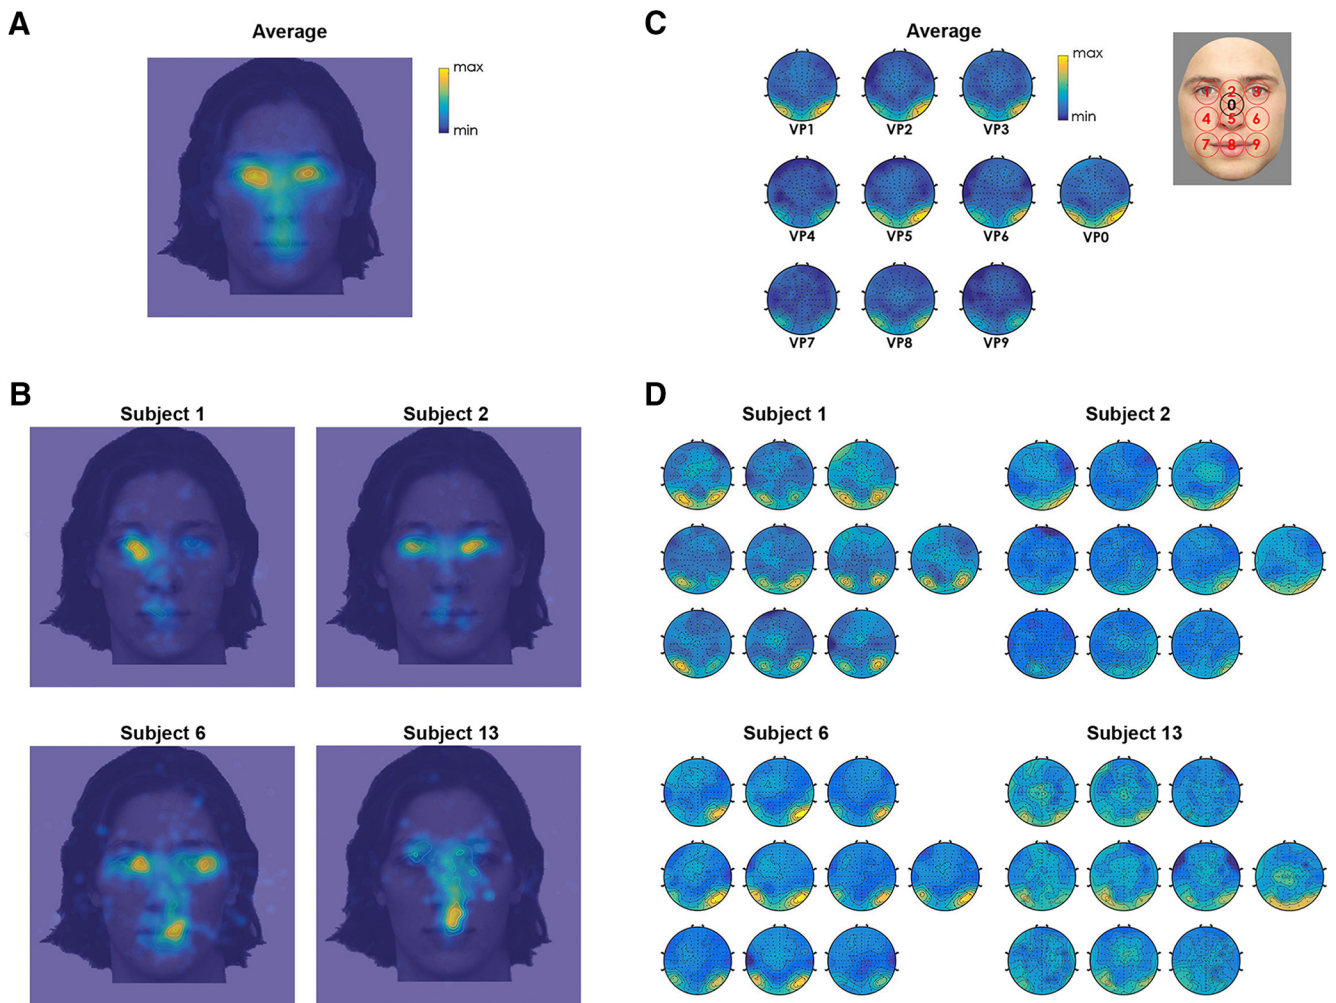 A
Average
max
min
C
Average
max
min
VP1 VP2 VP3
VP4 VP5 VP6 VP0
VP7 VP8 VP9
1 2 3
0
4 5 6
7 8 9
B
Subject 1 Subject 2
Subject 6 Subject 13
D
Subject 1 Subject 2
Subject 6 Subject 13